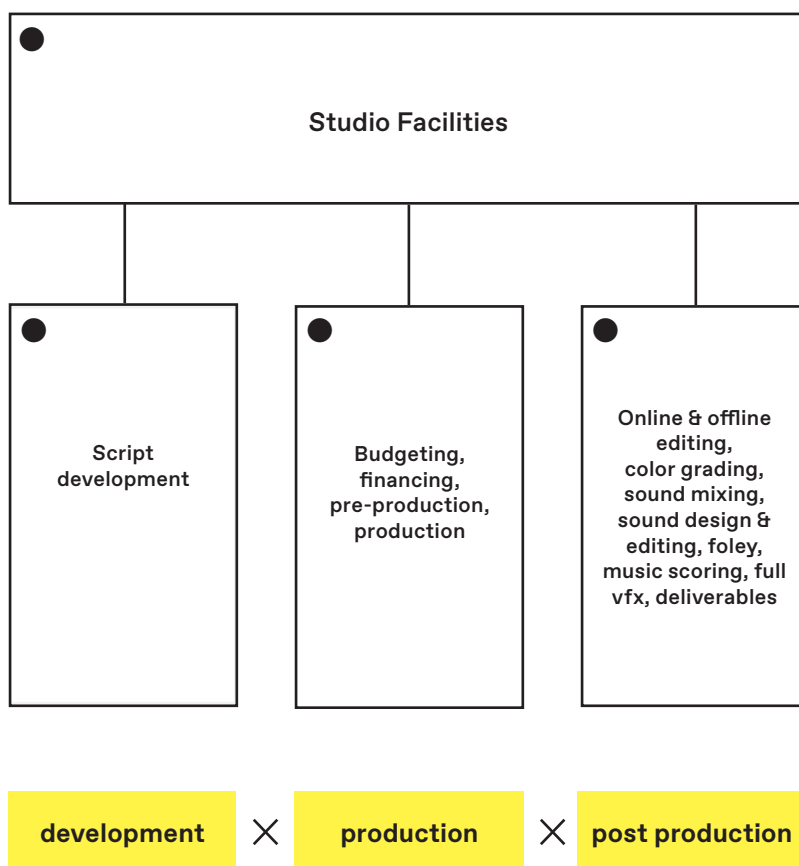 Studio Facilities
Script
development
Budgeting,
financing,
pre-production,
production
Online & offline
editing,
color grading,
sound mixing,
sound design &
editing, foley,
music scoring, full
vfx, deliverables
development × production × post production